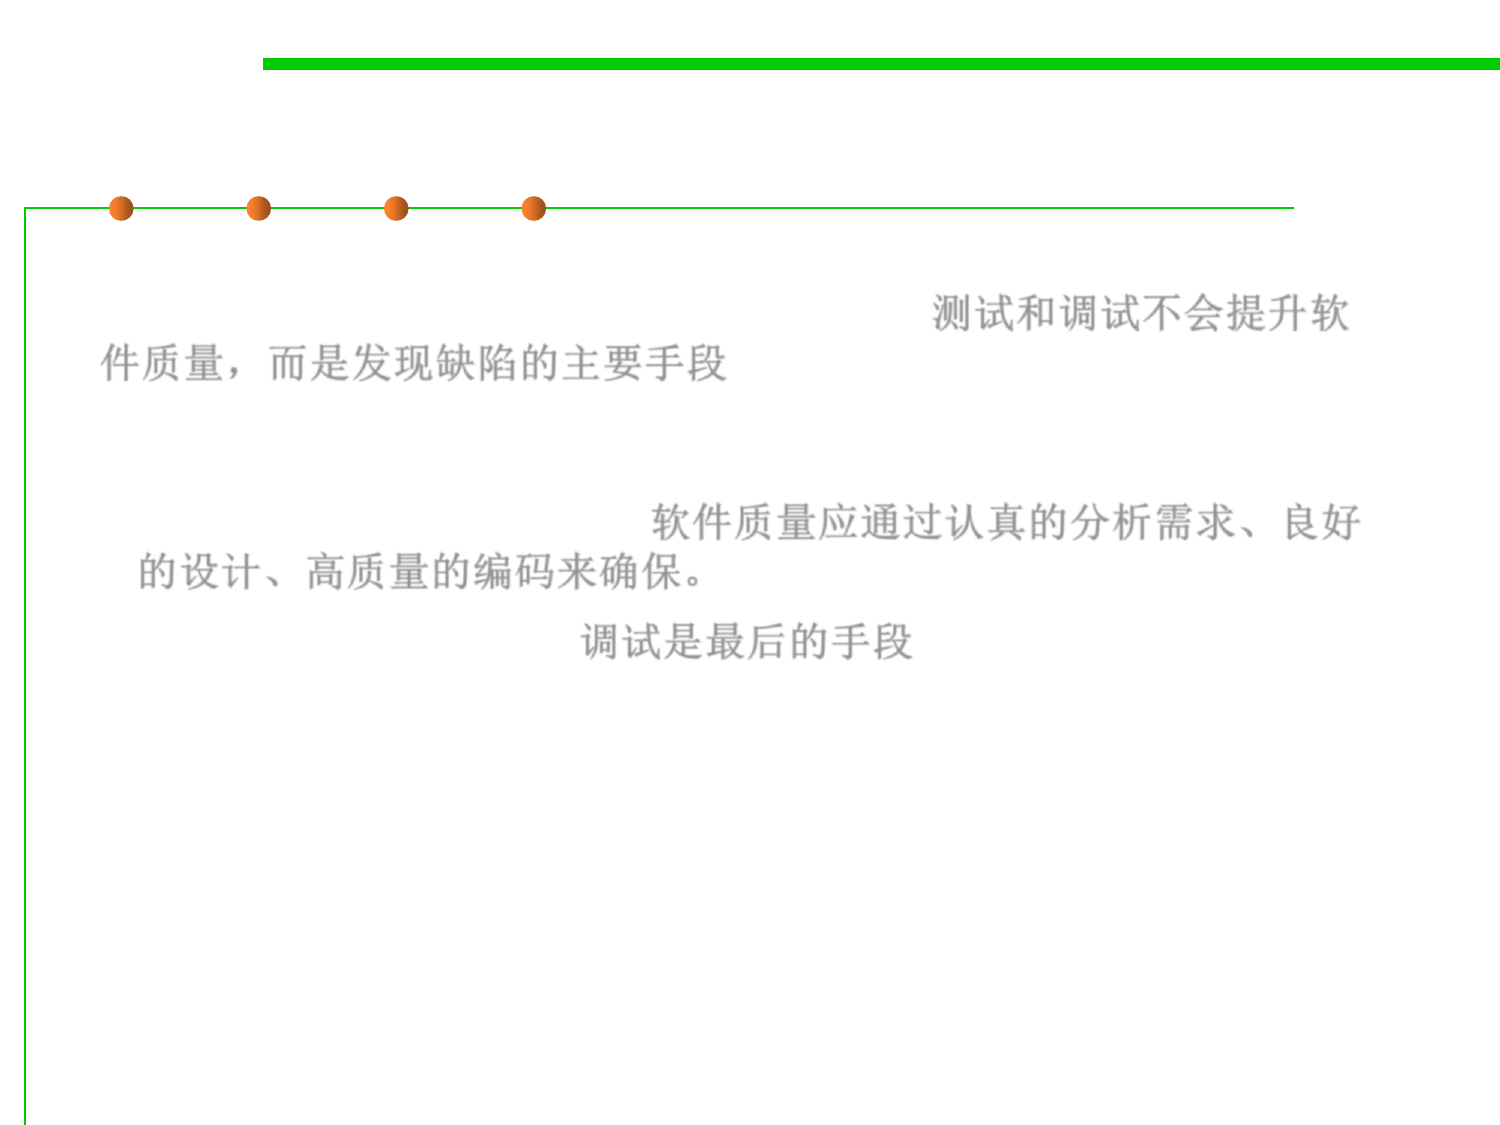 测试和调试不会提升软
件质量，而是发现缺陷的主要手段
软件质量应通过认真的分析需求、良好
的设计、高质量的编码来确保。
调试是最后的手段